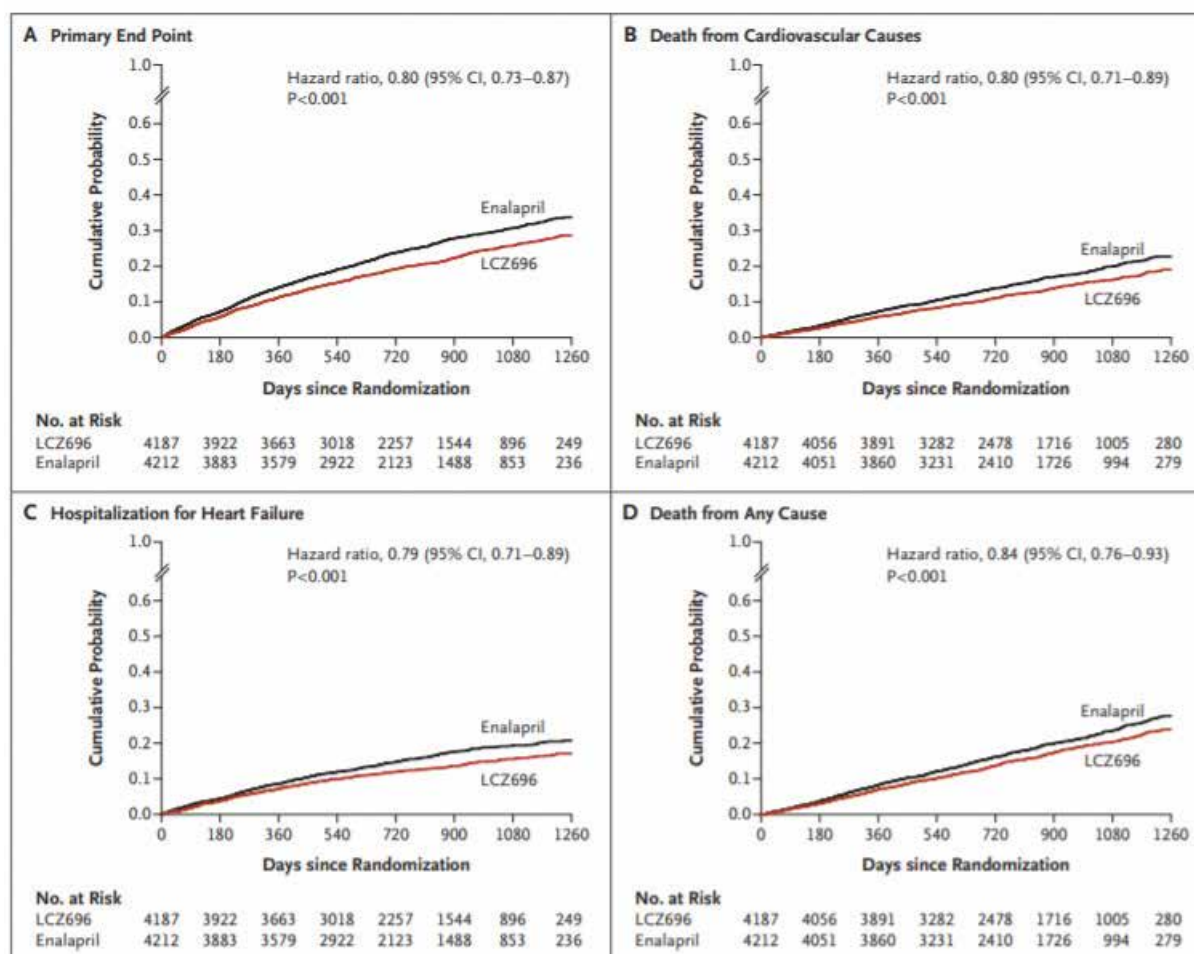 A Primary End Point
1.0
Hazard ratio, 0.80 (95% CI, 0.73–0.87)
P<0.001
0.6
0.5
0.4
0.3
0.2
0.1
0.0
Cumulative Probability
Enalapril
LCZ696
0 180 360 540 720 900 1080 1260
Days since Randomization
No. at Risk
LCZ696 4187 3922 3663 3018 2257 1544 896 249
Enalapril 4212 3883 3579 2922 2123 1488 853 236
B Death from Cardiovascular Causes
1.0
Hazard ratio, 0.80 (95% CI, 0.71–0.89)
P<0.001
0.6
0.5
0.4
0.3
0.2
0.1
0.0
Cumulative Probability
Enalapril
LCZ696
0 180 360 540 720 900 1080 1260
Days since Randomization
No. at Risk
LCZ696 4187 4056 3891 3282 2478 1716 1005 280
Enalapril 4212 4051 3860 3231 2410 1726 994 279
C Hospitalization for Heart Failure
1.0
Hazard ratio, 0.79 (95% CI, 0.71–0.89)
P<0.001
0.6
0.5
0.4
0.3
0.2
0.1
0.0
Cumulative Probability
Enalapril
LCZ696
0 180 360 540 720 900 1080 1260
Days since Randomization
No. at Risk
LCZ696 4187 3922 3663 3018 2257 1544 896 249
Enalapril 4212 3883 3579 2922 2123 1488 853 236
D Death from Any Cause
1.0
Hazard ratio, 0.84 (95% CI, 0.76–0.93)
P<0.001
0.6
0.5
0.4
0.3
0.2
0.1
0.0
Cumulative Probability
Enalapril
LCZ696
0 180 360 540 720 900 1080 1260
Days since Randomization
No. at Risk
LCZ696 4187 4056 3891 3282 2478 1716 1005 280
Enalapril 4212 4051 3860 3231 2410 1726 994 279